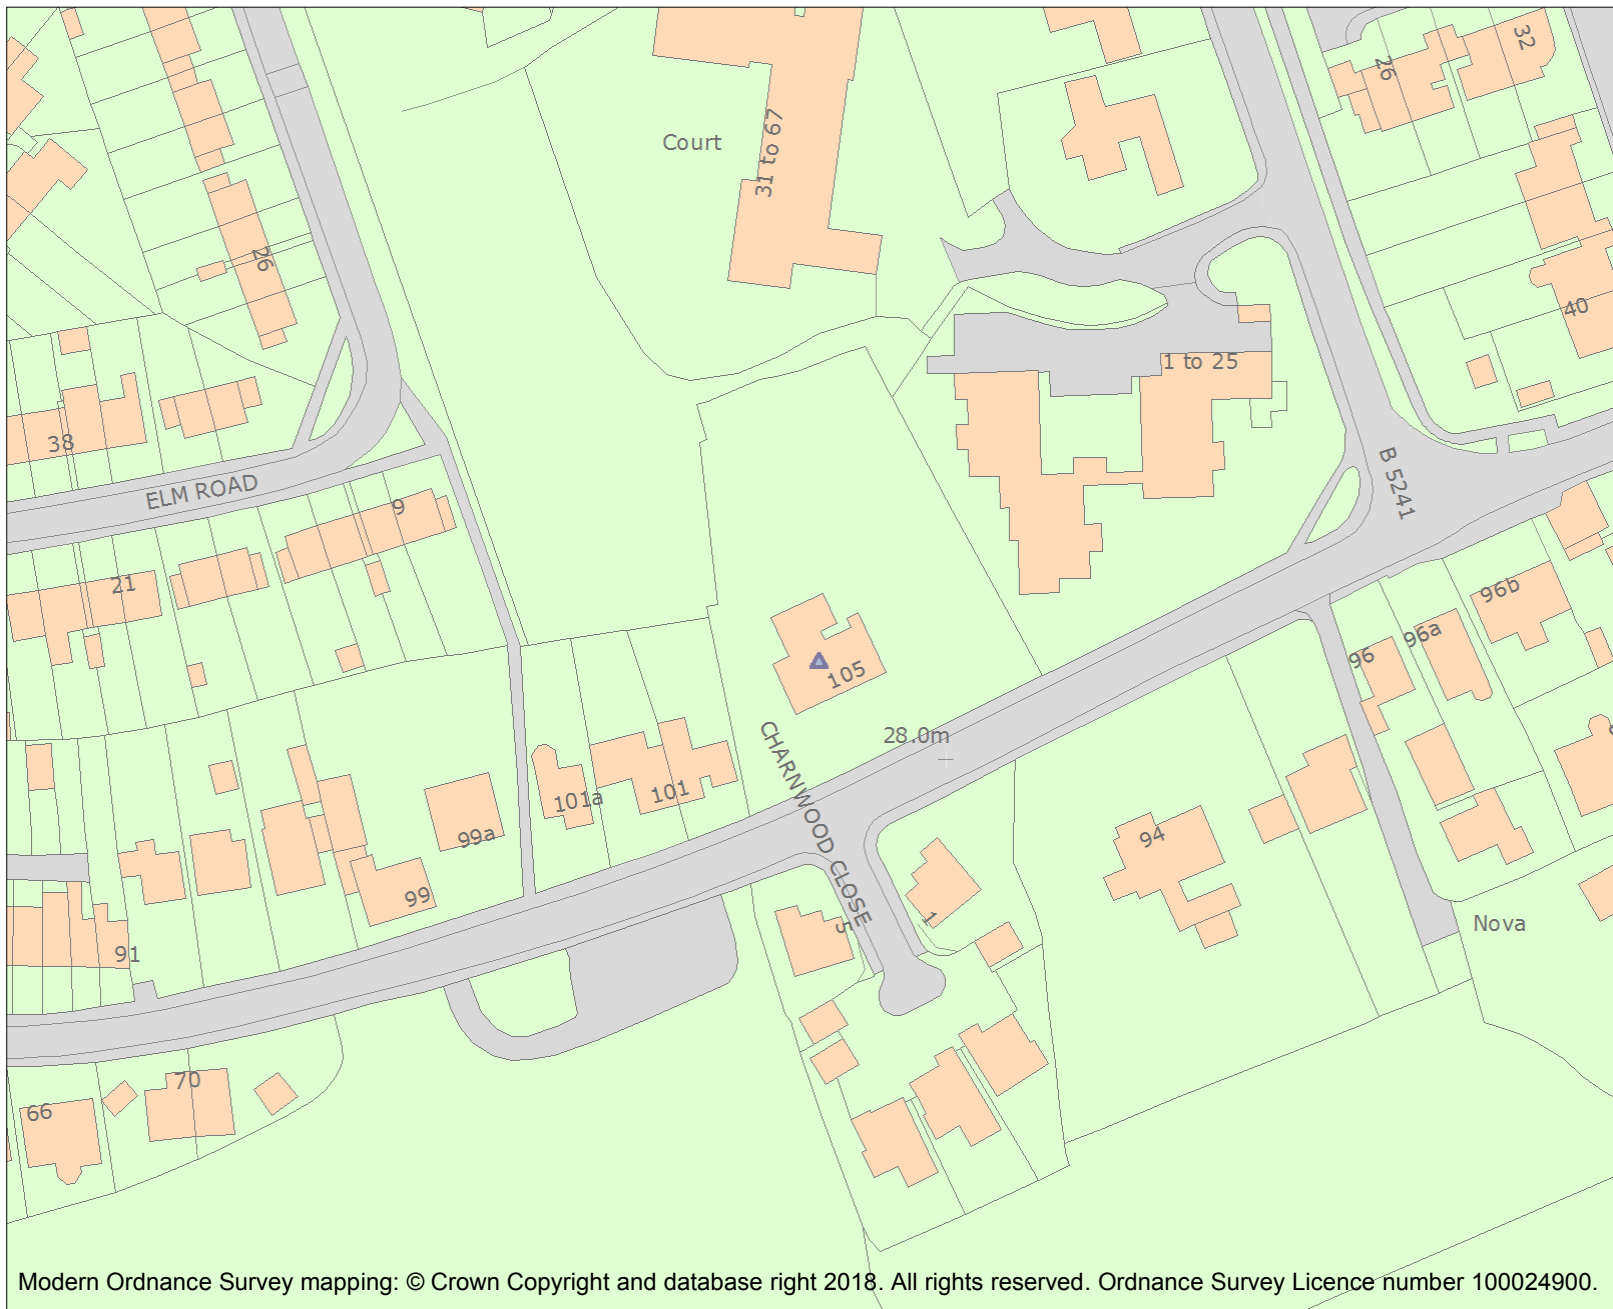 32
26
31 to 67
Court
26
40
1 to 25
38
B 5241
ELM ROAD
9
21
96b
96a
96
105
CHARNWOOD CLOSE
28.0m
101a
101
99a
94
99
1
5
Nova
91
70
66
Modern Ordnance Survey mapping: © Crown Copyright and database right 2018. All rights reserved. Ordnance Survey Licence number 100024900.